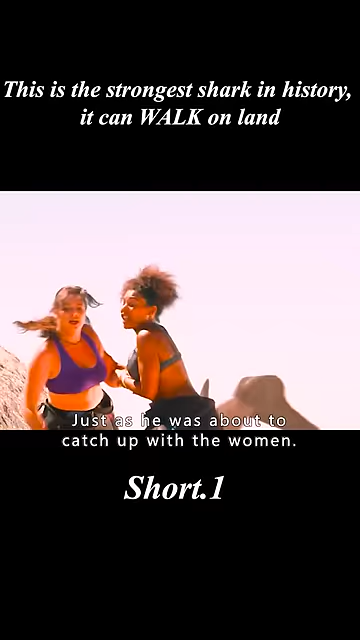 This is the strongest shark in history,
it can WALK on land
Just as he was about to
catch up with the women.
Short.1